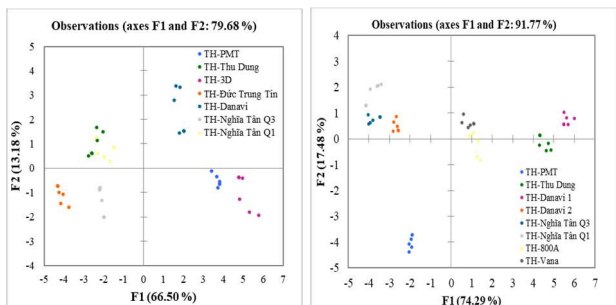 Observations (axes F1 and F2: 79.68 %)
TH-PMT
TH-Thu Dung
TH-3D
TH-Đức Trung Tín
TH-Danavi
TH-Nghĩa Tân Q3
TH-Nghĩa Tân Q1
F2 (13.18 %)
5
4
3
2
1
0
-1
-2
-3
-4
-5 -4 -3 -2 -1 0 1 2 3 4 5 6 7
F1 (66.50 %)
Observations (axes F1 and F2: 91.77 %)
TH-PMT
TH-Thu Dung
TH-Danavi 1
TH-Danavi 2
TH-Nghĩa Tân Q3
TH-Nghĩa Tân Q1
TH-800A
TH-Vana
F2 (17.48 %)
4
3
2
1
0
-1
-2
-3
-4
-5
-5 -4 -3 -2 -1 0 1 2 3 4 5 6 7
F1 (74.29 %)